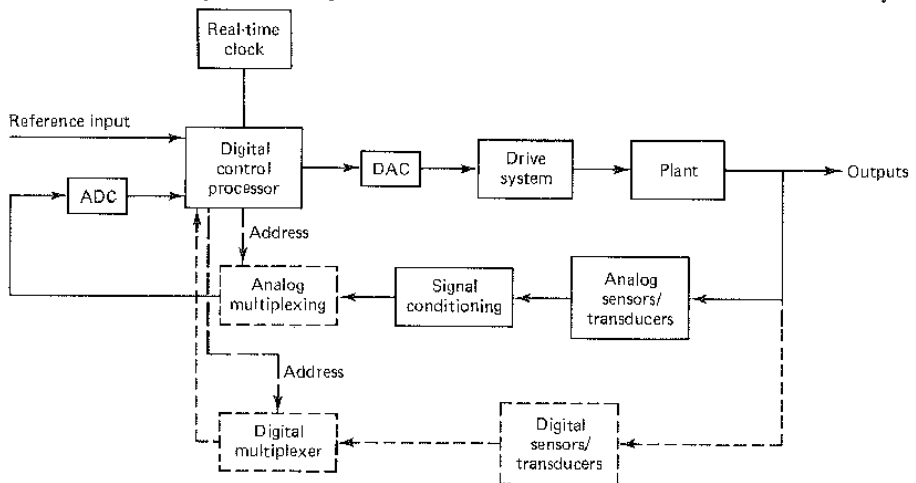 Real-time
clock
Reference input
Digital
control
processor
DAC
Drive
system
Plant
Outputs
ADC
Address
Analog
multiplexing
Signal
conditioning
Analog
sensors/
transducers
Address
Digital
multiplexer
Digital
sensors/
transducers